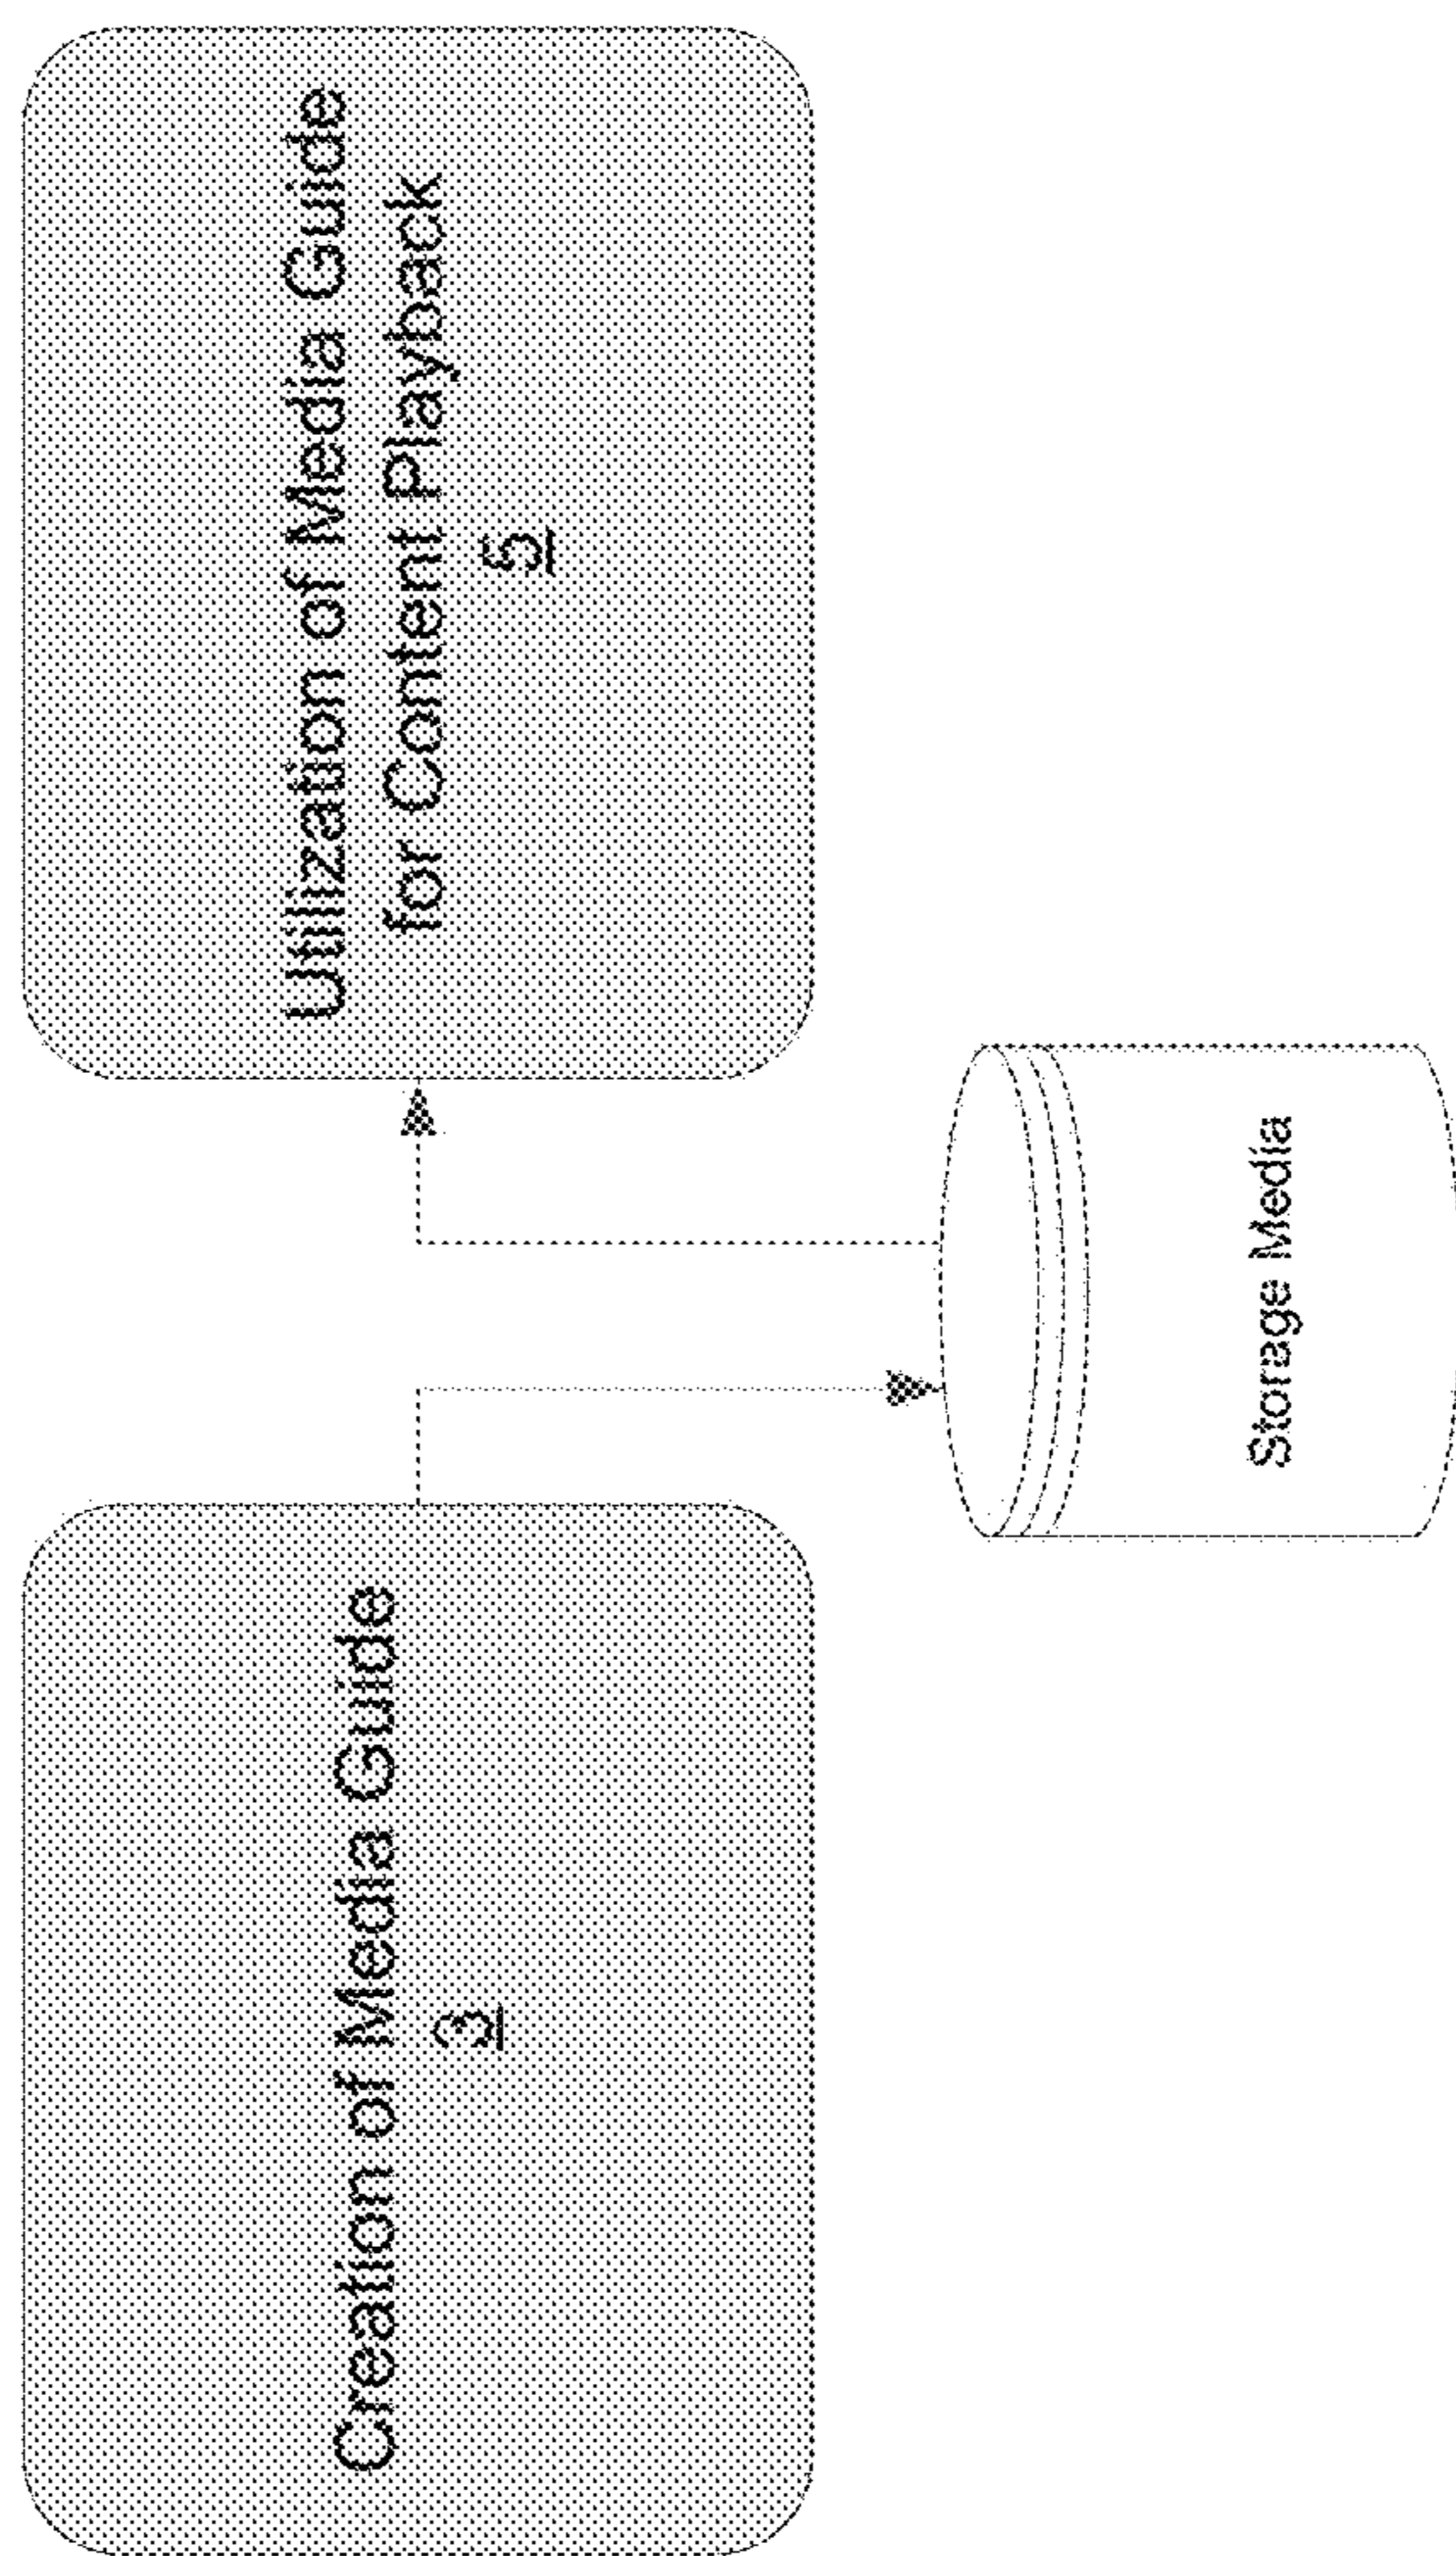 Creation of Media Guide
3
Utilization of Media Guide
for Content Playback
5
Storage Media